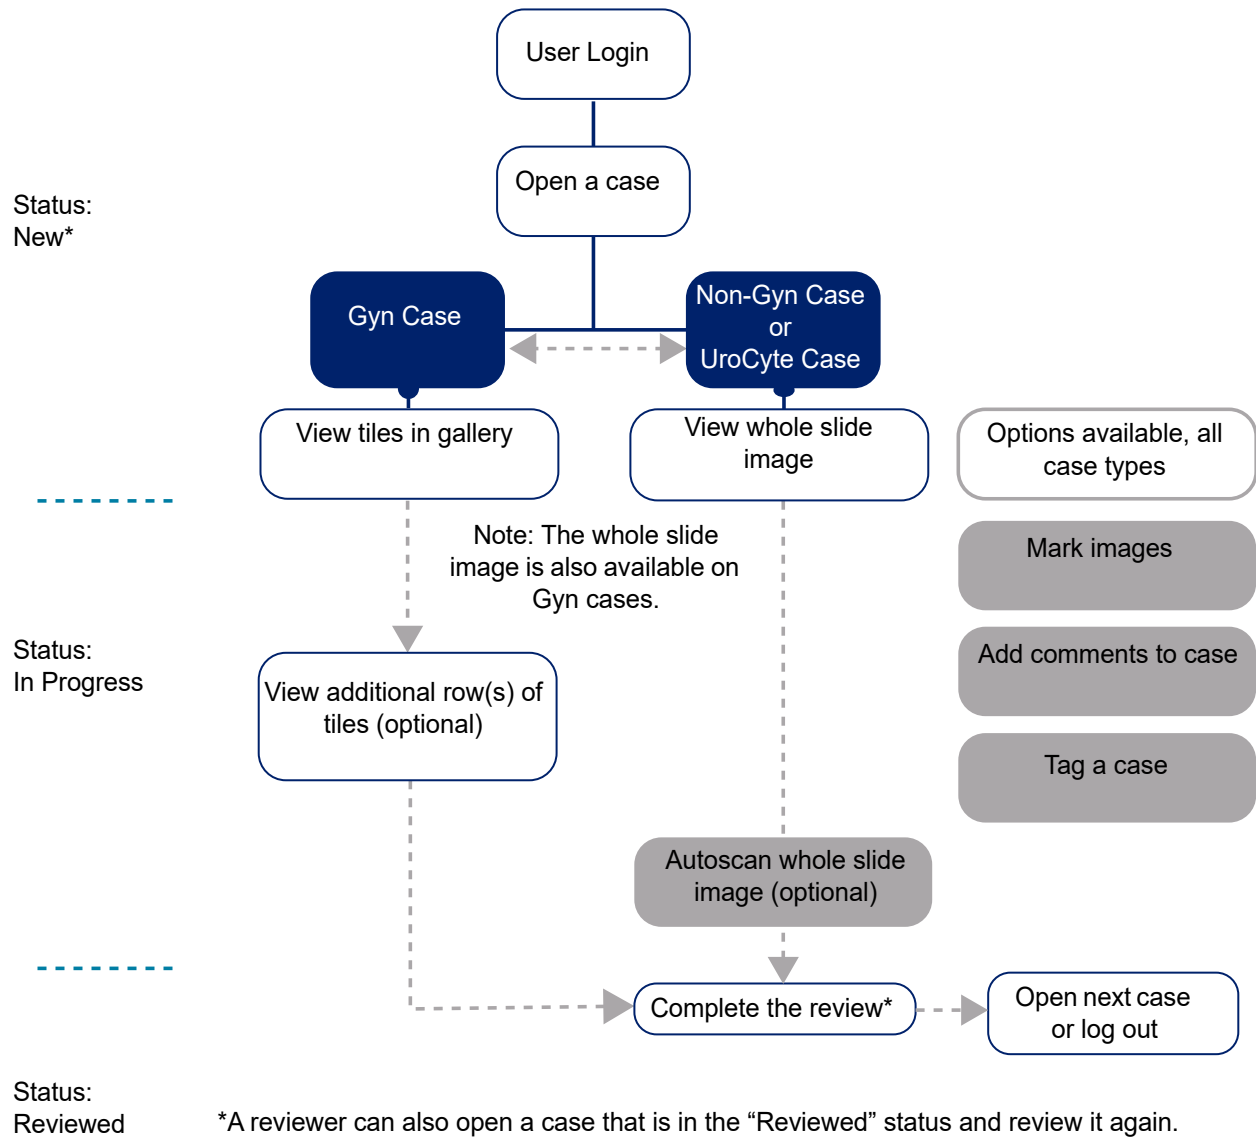 User Login
Open a case
Status:
New*
Gyn Case
Non-Gyn Case
or
UroCyte Case
View tiles in gallery
View whole slide
image
Options available, all
case types
Note: The whole slide
image is also available on
Gyn cases.
Mark images
Status:
In Progress
View additional row(s) of
tiles (optional)
Add comments to case
Tag a case
Autoscan whole slide
image (optional)
Complete the review*
Open next case
or log out
Status:
Reviewed
*A reviewer can also open a case that is in the “Reviewed” status and review it again.